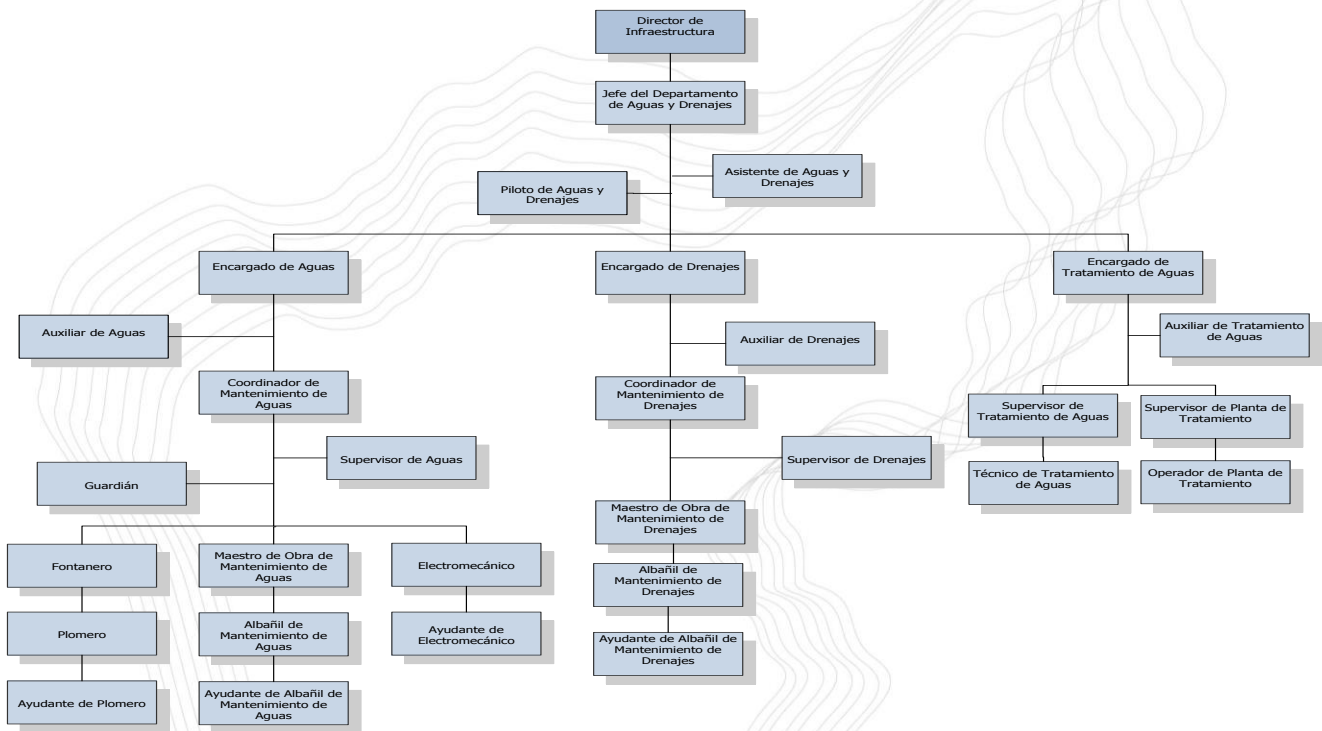 Director de
Infraestructura
Jefe del Departamento
de Aguas y Drenajes
Asistente de Aguas y
Drenajes
Piloto de Aguas y
Drenajes
Encargado de Aguas
Encargado de Drenajes
Encargado de
Tratamiento de Aguas
Auxiliar de Aguas
Auxiliar de Drenajes
Auxiliar de Tratamiento
de Aguas
Coordinador de
Mantenimiento de
Aguas
Coordinador de
Mantenimiento de
Drenajes
Supervisor de
Tratamiento de Aguas
Supervisor de Planta de
Tratamiento
Supervisor de Aguas
Supervisor de Drenajes
Guardián
Técnico de Tratamiento
de Aguas
Operador de Planta de
Tratamiento
Maestro de Obra de
Mantenimiento de
Drenajes
Fontanero
Maestro de Obra de
Mantenimiento de
Aguas
Electromecánico
Albañil de
Mantenimiento de
Drenajes
Plomero
Albañil de
Mantenimiento de
Aguas
Ayudante de
Electromecánico
Ayudante de Albañil de
Mantenimiento de
Drenajes
Ayudante de Plomero
Ayudante de Albañil de
Mantenimiento de
Aguas